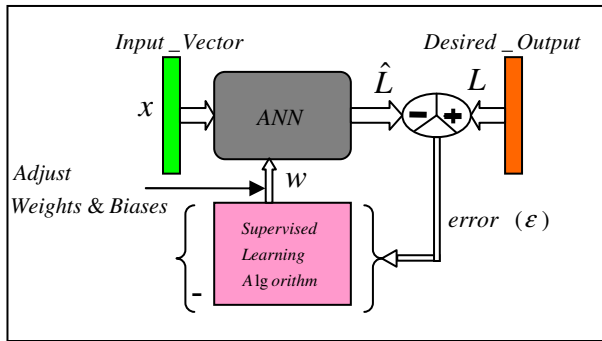 Input _Vector
Desired _Output
x
ANN
L̂
L
- +
Adjust
Weights & Biases
w
error (ε)
Supervised
Learning
Alg orithm
-